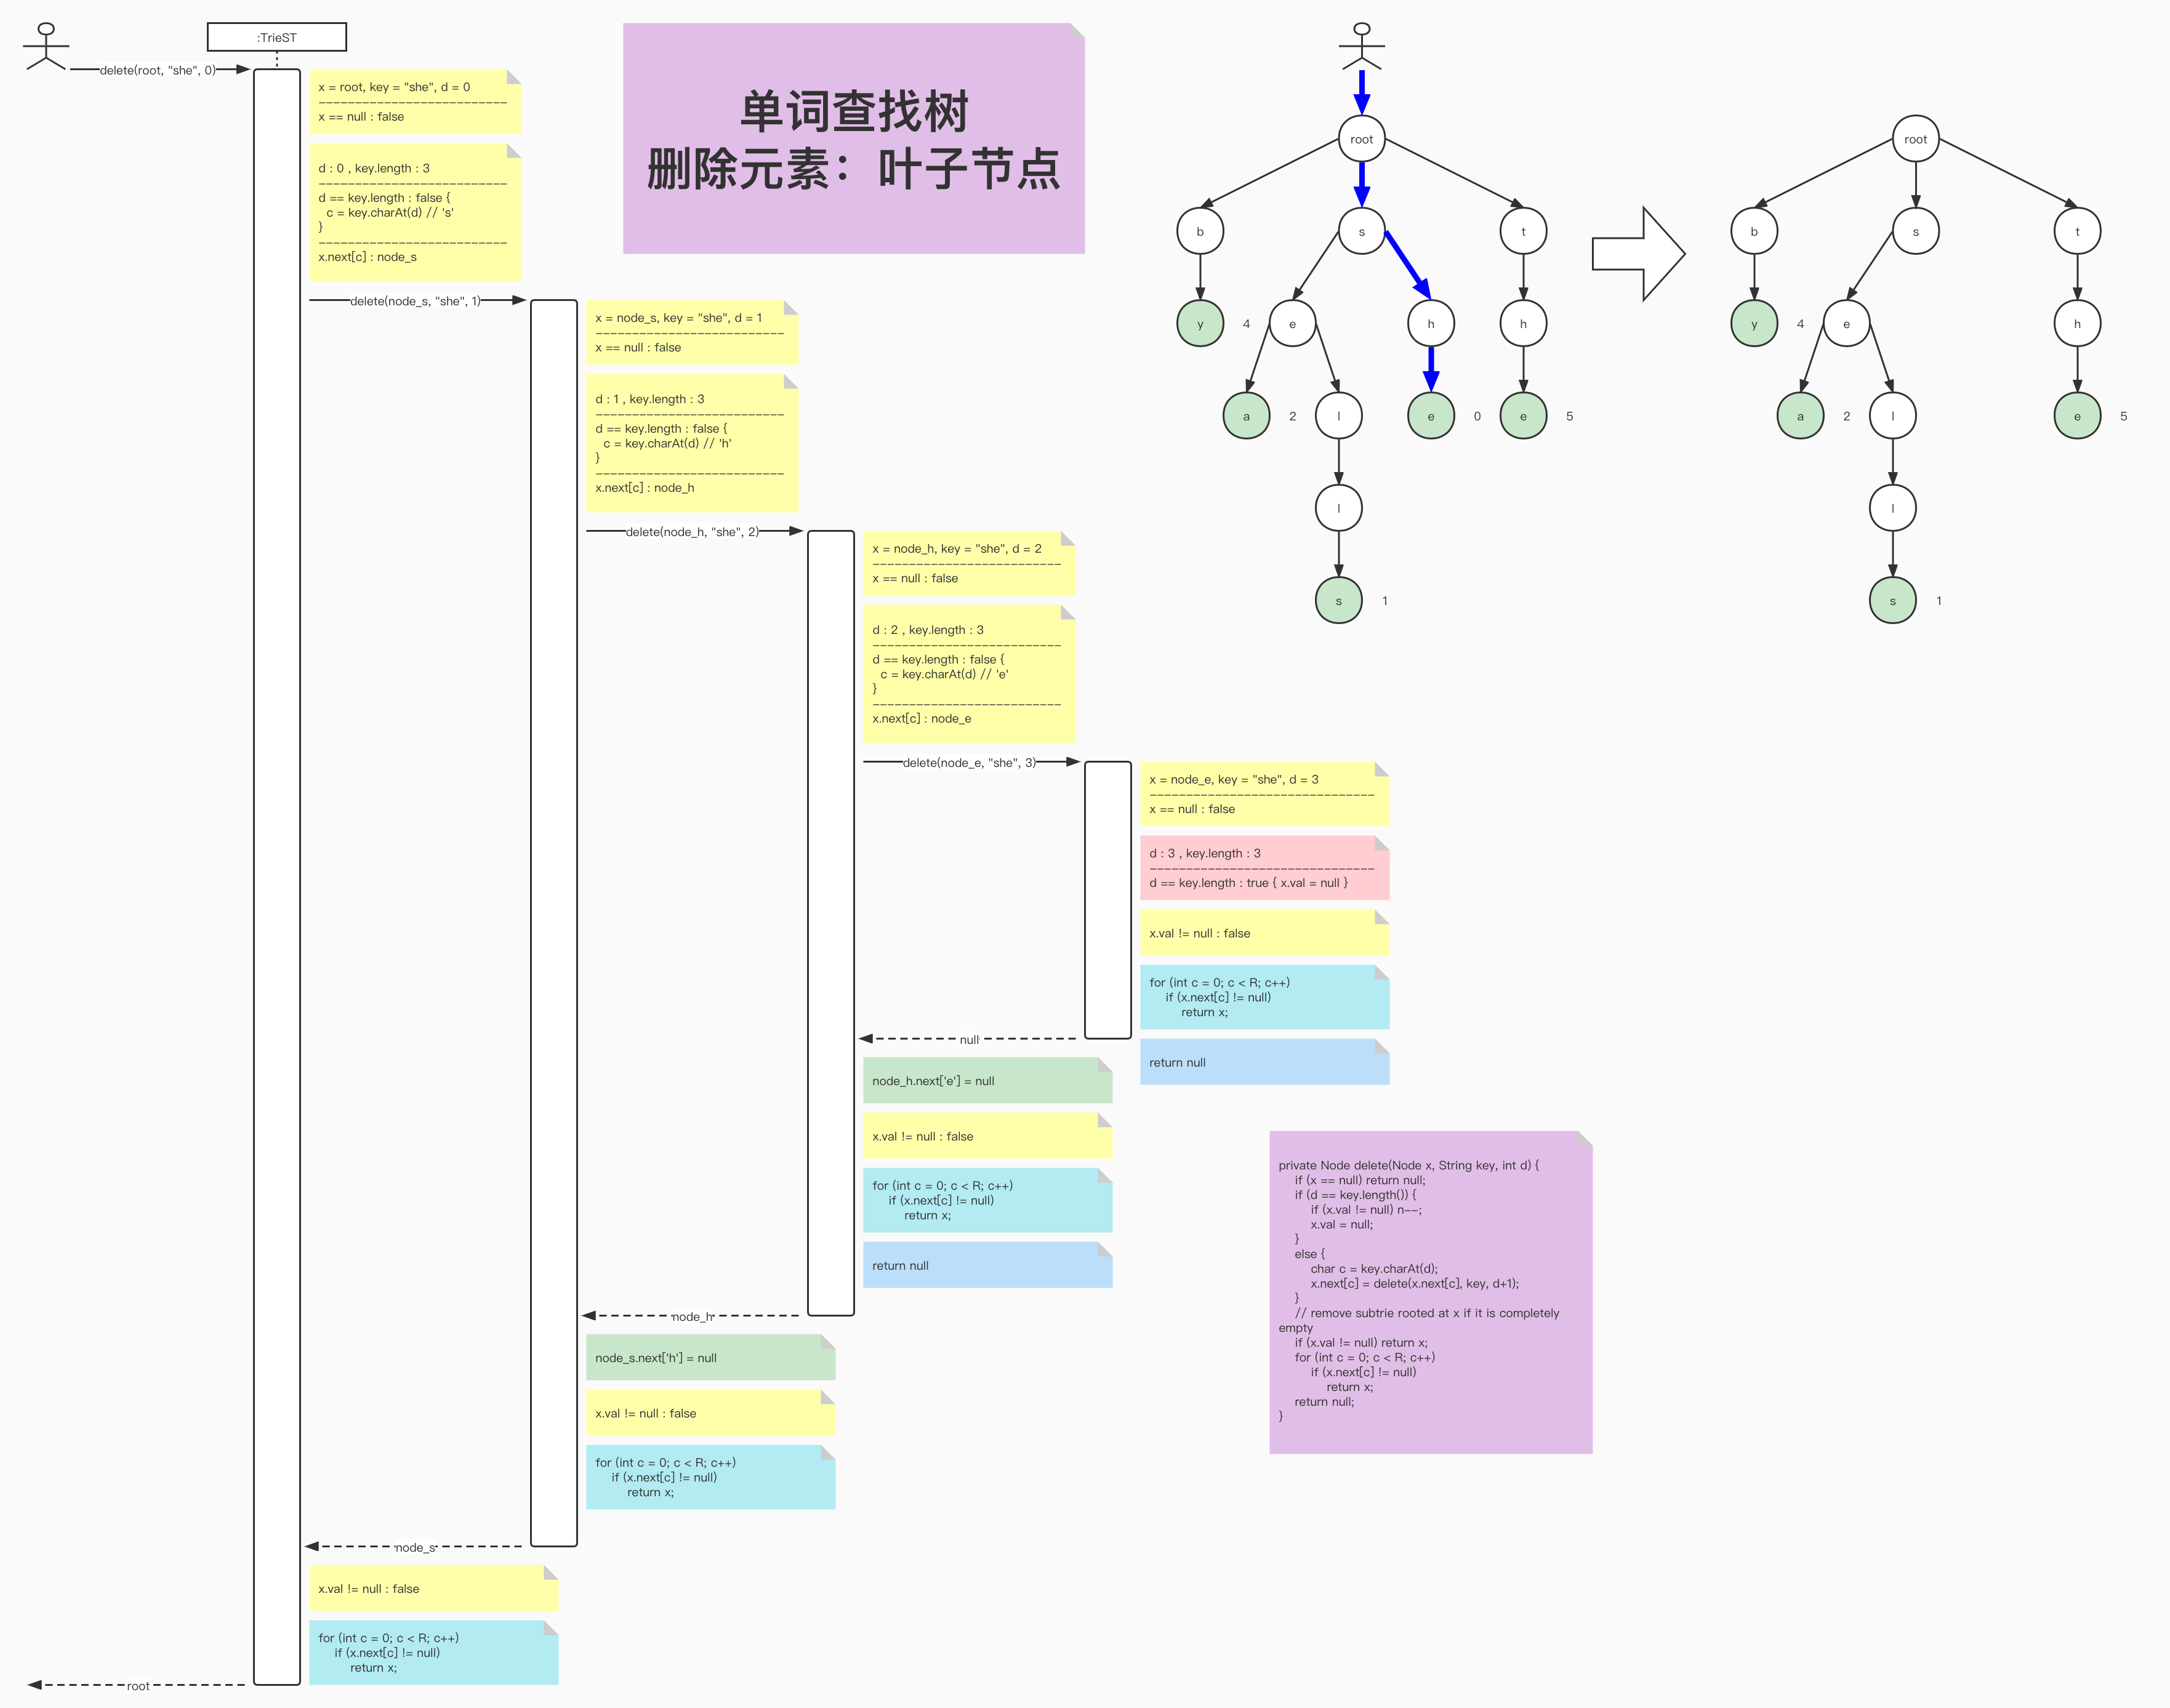 :TrieST
delete(root, "she", 0)
x = root, key = "she", d = 0
--------------------------
x == null : false
d : 0 , key.length : 3
--------------------------
d == key.length : false {
c = key.charAt(d) // 's'
}
--------------------------
x.next[c] : node_s
单词查找树
删除元素：叶子节点
delete(node_s, "she", 1)
x = node_s, key = "she", d = 1
--------------------------
x == null : false
d : 1 , key.length : 3
--------------------------
d == key.length : false {
c = key.charAt(d) // 'h'
}
--------------------------
x.next[c] : node_h
delete(node_h, "she", 2)
x = node_h, key = "she", d = 2
--------------------------
x == null : false
d : 2 , key.length : 3
--------------------------
d == key.length : false {
c = key.charAt(d) // 'e'
}
--------------------------
x.next[c] : node_e
delete(node_e, "she", 3)
x = node_e, key = "she", d = 3
-------------------------------
x == null : false
d : 3 , key.length : 3
-------------------------------
d == key.length : true { x.val = null }
x.val != null : false
for (int c = 0; c < R; c++)
if (x.next[c] != null)
return x;
return null
null
node_h.next['e'] = null
x.val != null : false
for (int c = 0; c < R; c++)
if (x.next[c] != null)
return x;
return null
node_h
node_s.next['h'] = null
x.val != null : false
for (int c = 0; c < R; c++)
if (x.next[c] != null)
return x;
node_s
x.val != null : false
for (int c = 0; c < R; c++)
if (x.next[c] != null)
return x;
root
root
b s t
y 4 e h h
a 2 l e 0 e 5
l
s 1
root
b s t
y 4 e h
a 2 l e 5
l
s 1
private Node delete(Node x, String key, int d) {
if (x == null) return null;
if (d == key.length()) {
if (x.val != null) n--;
x.val = null;
}
else {
char c = key.charAt(d);
x.next[c] = delete(x.next[c], key, d+1);
}
// remove subtrie rooted at x if it is completely
empty
if (x.val != null) return x;
for (int c = 0; c < R; c++)
if (x.next[c] != null)
return x;
return null;
}